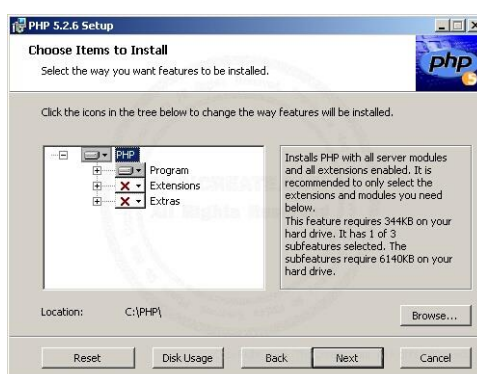 PHP 5.2.6 Setup
Choose Items to Install
Select the way you want features to be installed.
php
5
Click the icons in the tree below to change the way features will be installed.
PHP
Program
Extensions
Extras
Installs PHP with all server modules
and all extensions enabled. It is
recommended to only select the
extensions and modules you need
below.
This feature requires 344KB on your
hard drive. It has 1 of 3
subfeatures selected. The
subfeatures require 6140KB on your
hard drive.
Location: C:\PHP\
Browse...
Reset Disk Usage Back Next Cancel